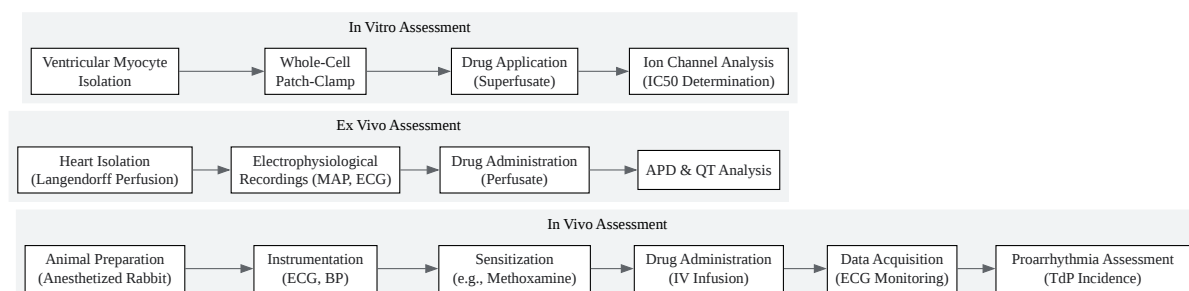 In Vitro Assessment
Ventricular Myocyte
Isolation
Whole-Cell
Patch-Clamp
Drug Application
(Superfusate)
Ion Channel Analysis
(IC50 Determination)
Ex Vivo Assessment
Heart Isolation
(Langendorff Perfusion)
Electrophysiological
Recordings (MAP, ECG)
Drug Administration
(Perfusate)
APD & QT Analysis
In Vivo Assessment
Animal Preparation
(Anesthetized Rabbit)
Instrumentation
(ECG, BP)
Sensitization
(e.g., Methoxamine)
Drug Administration
(IV Infusion)
Data Acquisition
(ECG Monitoring)
Proarrhythmia Assessment
(TdP Incidence)